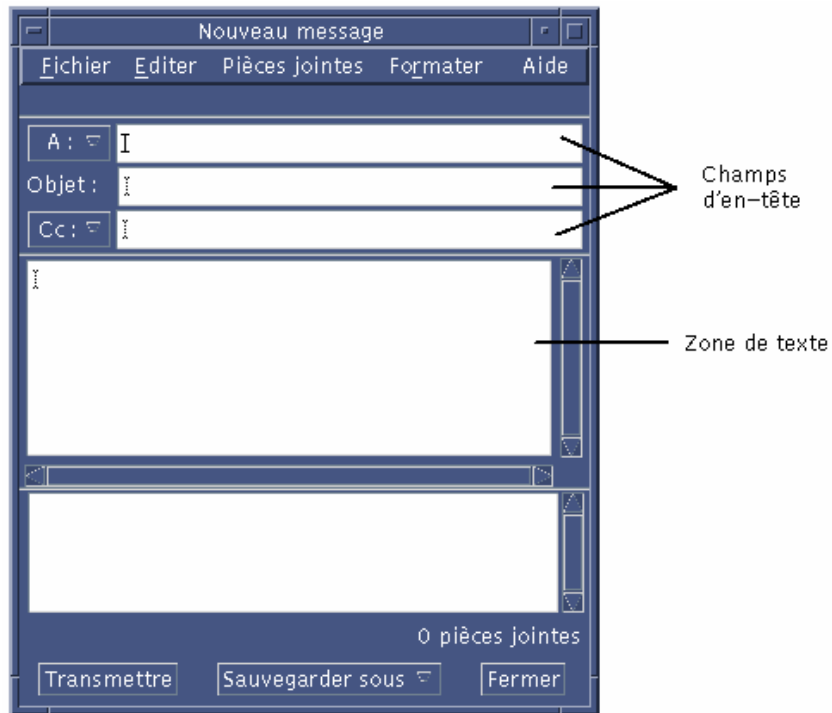 Nouveau message
Fichier Editer Pièces jointes Formater Aide
A :
Objet :
Cc :
Champs
d'en-tête
Zone de texte
0 pièces jointes
Transmettre Sauvegarder sous Fermer